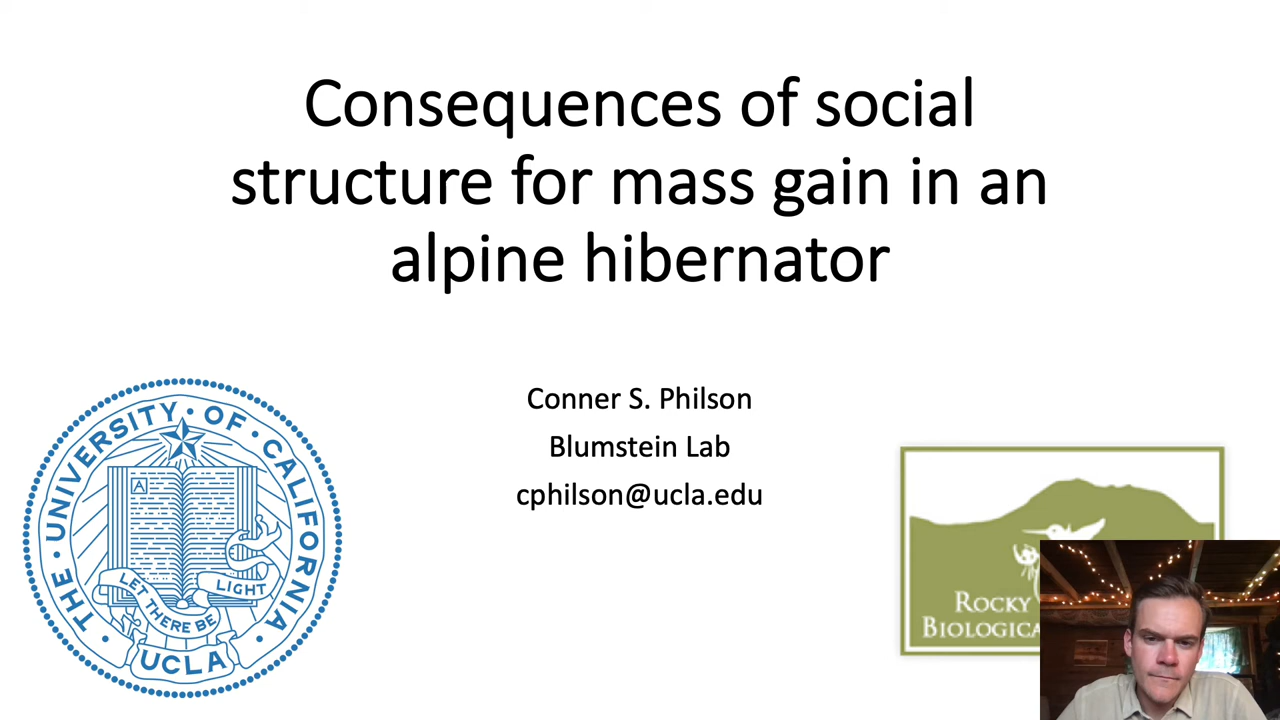 Consequences of social
structure for mass gain in an
alpine hibernator
Conner S. Philson
Blumstein Lab
cphilson@ucla.edu
THE · UNIVERSITY · OF · CALIFORNIA
A
LET THERE BE
LIGHT
UCLA
ROCKY
BIOLOGICA